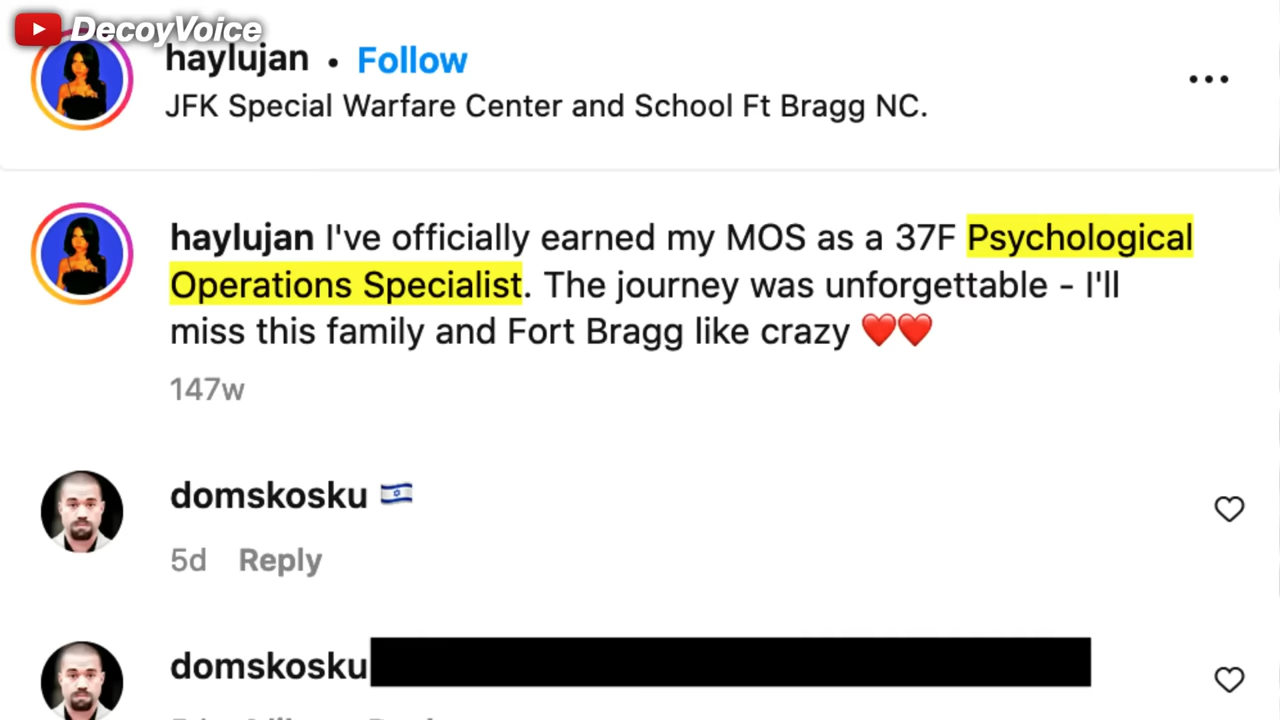 DecoyVoice
haylujan • Follow
JFK Special Warfare Center and School Ft Bragg NC.
haylujan I've officially earned my MOS as a 37F Psychological
Operations Specialist. The journey was unforgettable - I'll
miss this family and Fort Bragg like crazy ❤️❤️
147w
domskosku 🇮🇱
5d Reply
domskosku